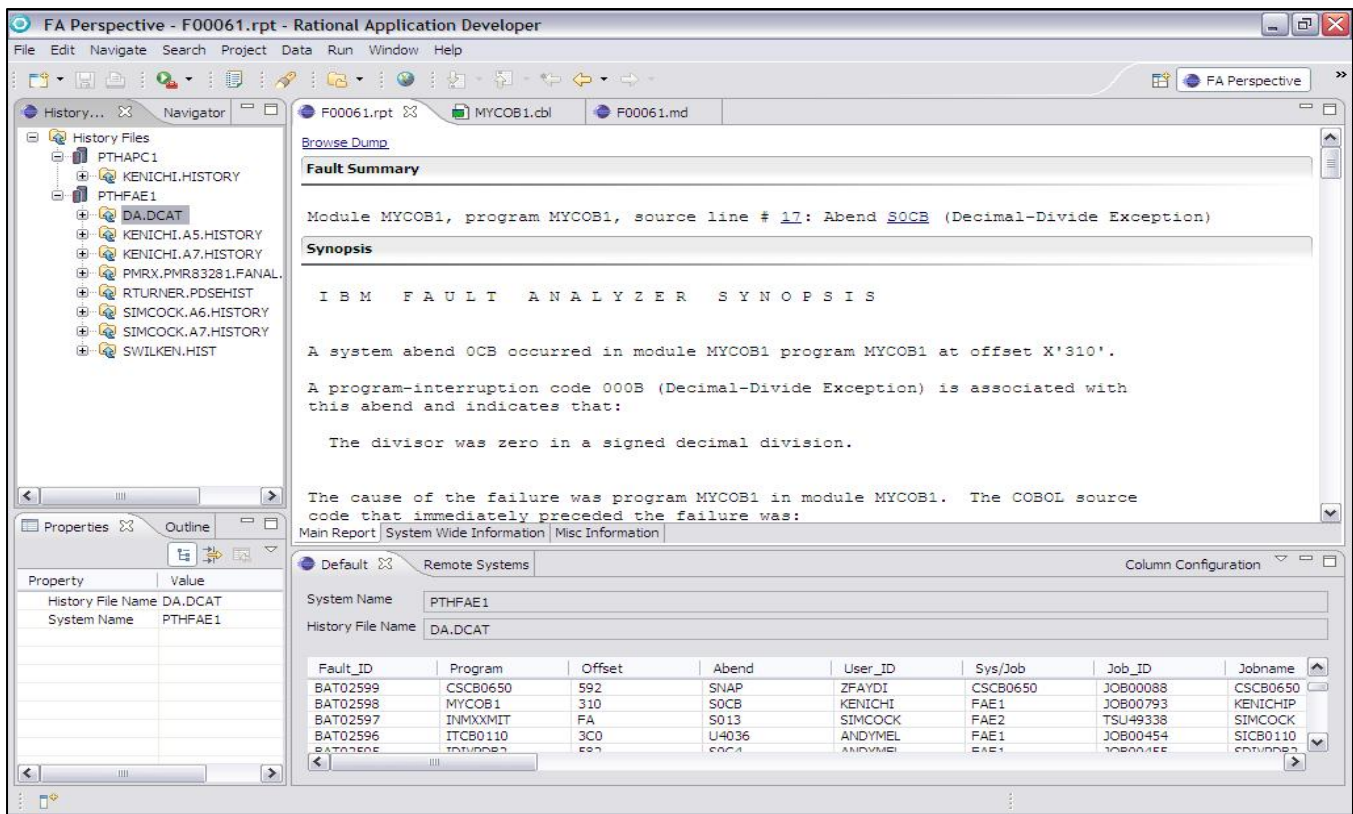 FA Perspective - F00061.rpt - Rational Application Developer
File Edit Navigate Search Project Data Run Window Help
FA Perspective
History... Navigator
History Files
PTHAPC1
KENICHI.HISTORY
PTHFAE1
DA.DCAT
KENICHI.A5.HISTORY
KENICHI.A7.HISTORY
PMRX.PMR83281.FANAL.
RTURNER.PDSEHIST
SIMCOCK.A6.HISTORY
SIMCOCK.A7.HISTORY
SWILKEN.HIST
F00061.rpt MYCOB1.cbl F00061.md
Browse Dump
Fault Summary
Module MYCOB1, program MYCOB1, source line # 17: Abend S0CB (Decimal-Divide Exception)
Synopsis
I B M F A U L T A N A L Y Z E R S Y N O P S I S
A system abend 0CB occurred in module MYCOB1 program MYCOB1 at offset X'310'.
A program-interruption code 000B (Decimal-Divide Exception) is associated with
this abend and indicates that:
The divisor was zero in a signed decimal division.
The cause of the failure was program MYCOB1 in module MYCOB1. The COBOL source
code that immediately preceded the failure was:
Main Report System Wide Information Misc Information
Properties Outline
Property Value
History File Name DA.DCAT
System Name PTHFAE1
Default Remote Systems Column Configuration
System Name PTHFAE1
History File Name DA.DCAT
Fault_ID Program Offset Abend User_ID Sys/Job Job_ID Jobname
BAT02599 CSCB0650 592 SNAP ZFAYDI CSCB0650 JOB00088 CSCB0650
BAT02598 MYCOB1 310 S0CB KENICHI FAE1 JOB00793 KENICHIP
BAT02597 INMXXMIT FA S013 SIMCOCK FAE2 TSU49338 SIMCOCK
BAT02596 ITCB0110 3C0 U4036 ANDYMEL FAE1 JOB00454 SICB0110